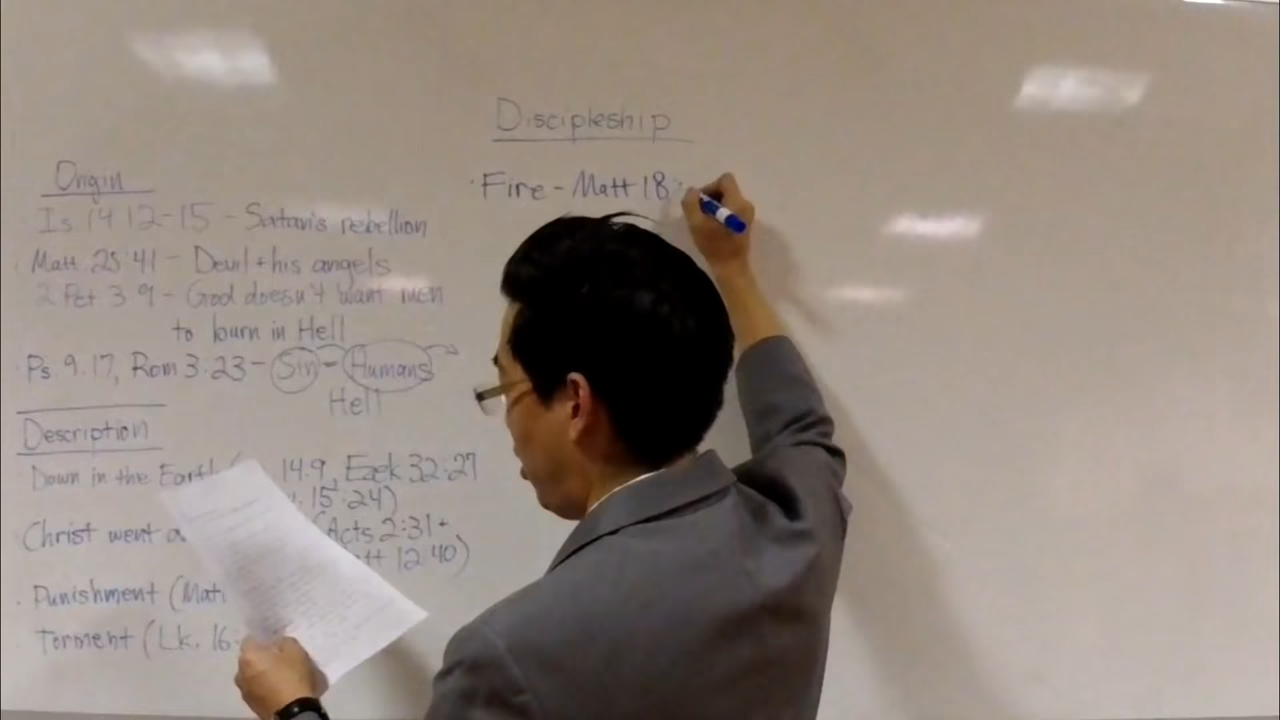 Discipleship
Origin
Is 14 12-15 - Satan's rebellion
Matt 25 41 - Devil + his angels
2 Pet 3 9 - God doesn't want men
to burn in Hell
Ps 9.17, Rom 3.23 - Sin - Humans
Hell
Description
Down in the Earth 14.9, Ezek 32:27
15:24)
Christ went (Acts 2:31 +
12:40)
Punishment (Mat
Torment (Lk. 16
· Fire - Matt 18: